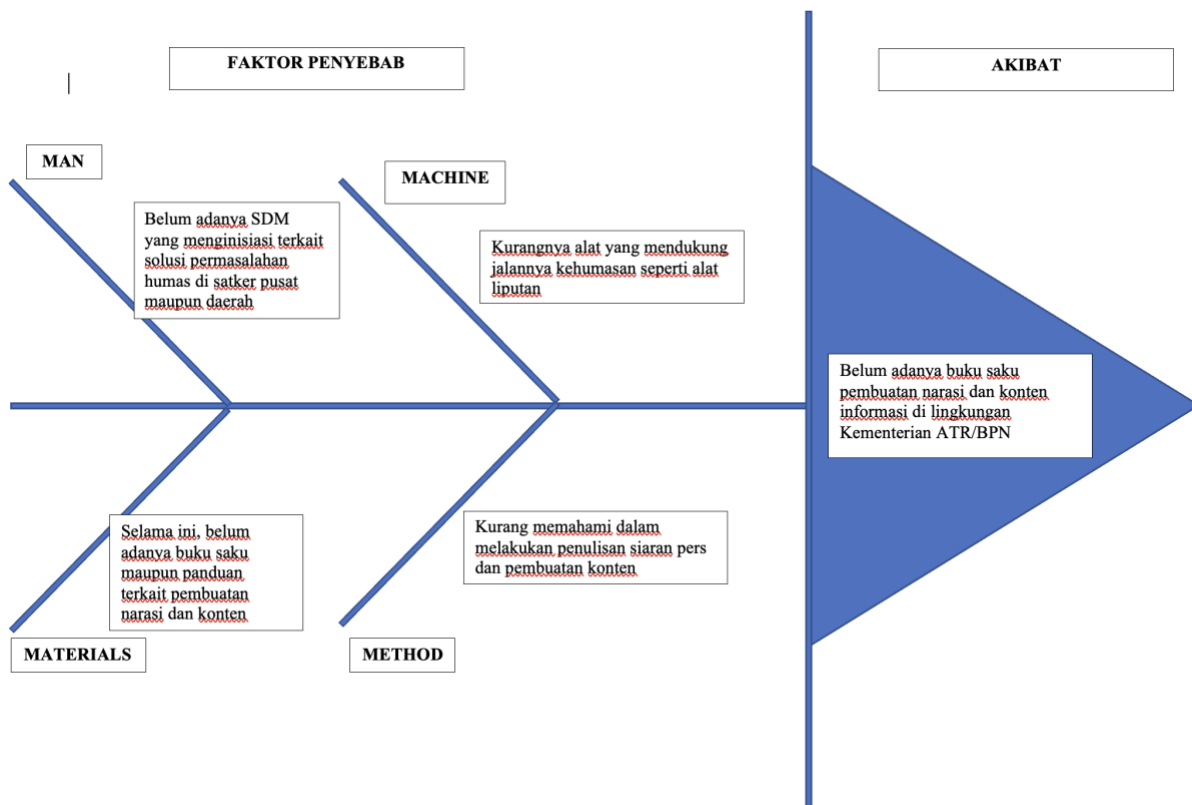 FAKTOR PENYEBAB
AKIBAT
MAN
MACHINE
Belum adanya SDM
yang menginisiasi terkait
solusi permasalahan
humas di satker pusat
maupun daerah
Kurangnya alat yang mendukung
jalannya kehumasan seperti alat
liputan
Belum adanya buku saku
pembuatan narasi dan konten
informasi di lingkungan
Kementerian ATR/BPN
Selama ini, belum
adanya buku saku
maupun panduan
terkait pembuatan
narasi dan konten
Kurang memahami dalam
melakukan penulisan siaran pers
dan pembuatan konten
MATERIALS
METHOD